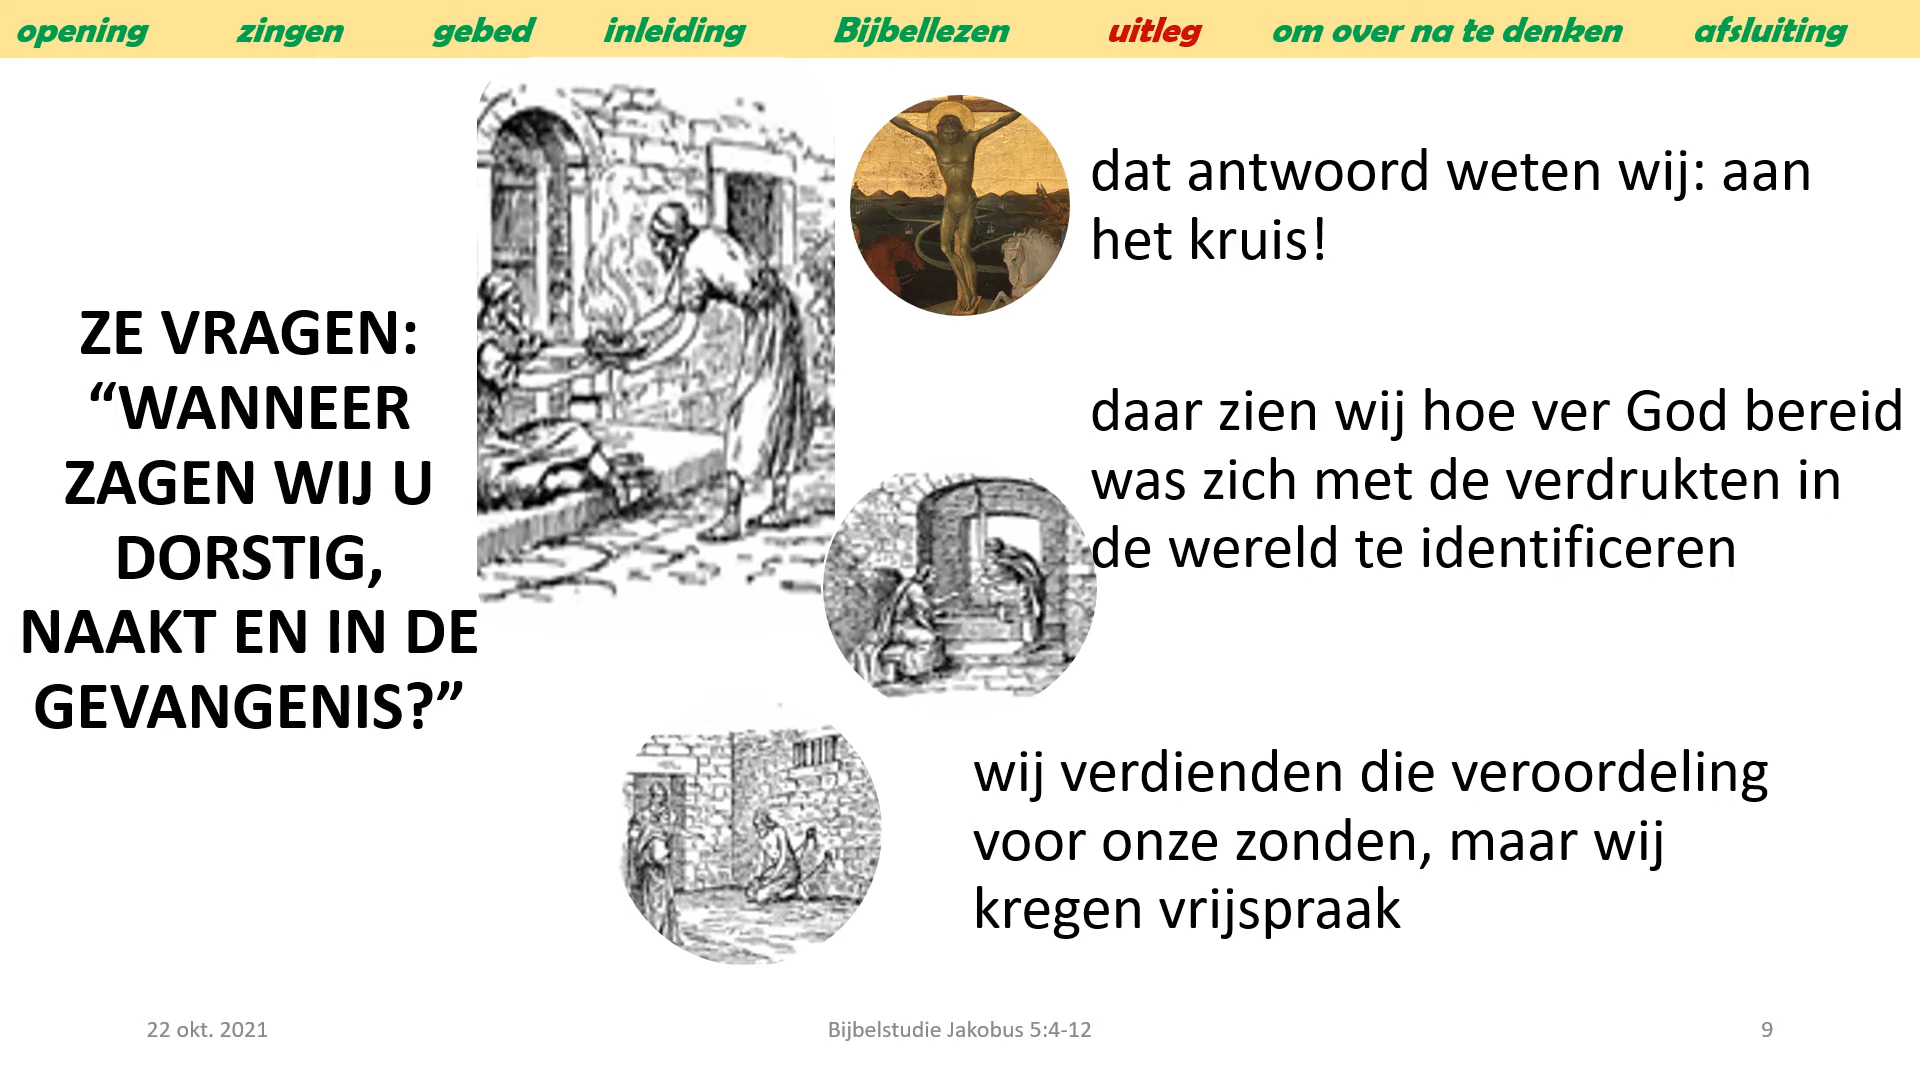 opening zingen gebed inleiding Bijbellezen uitleg om over na te denken afsluiting
ZE VRAGEN:
“WANNEER
ZAGEN WIJ U
DORSTIG,
NAAKT EN IN DE
GEVANGENIS?”
dat antwoord weten wij: aan
het kruis!
daar zien wij hoe ver God bereid
was zich met de verdrukten in
de wereld te identificeren
wij verdienden die veroordeling
voor onze zonden, maar wij
kregen vrijspraak
22 okt. 2021
Bijbelstudie Jakobus 5:4-12
9